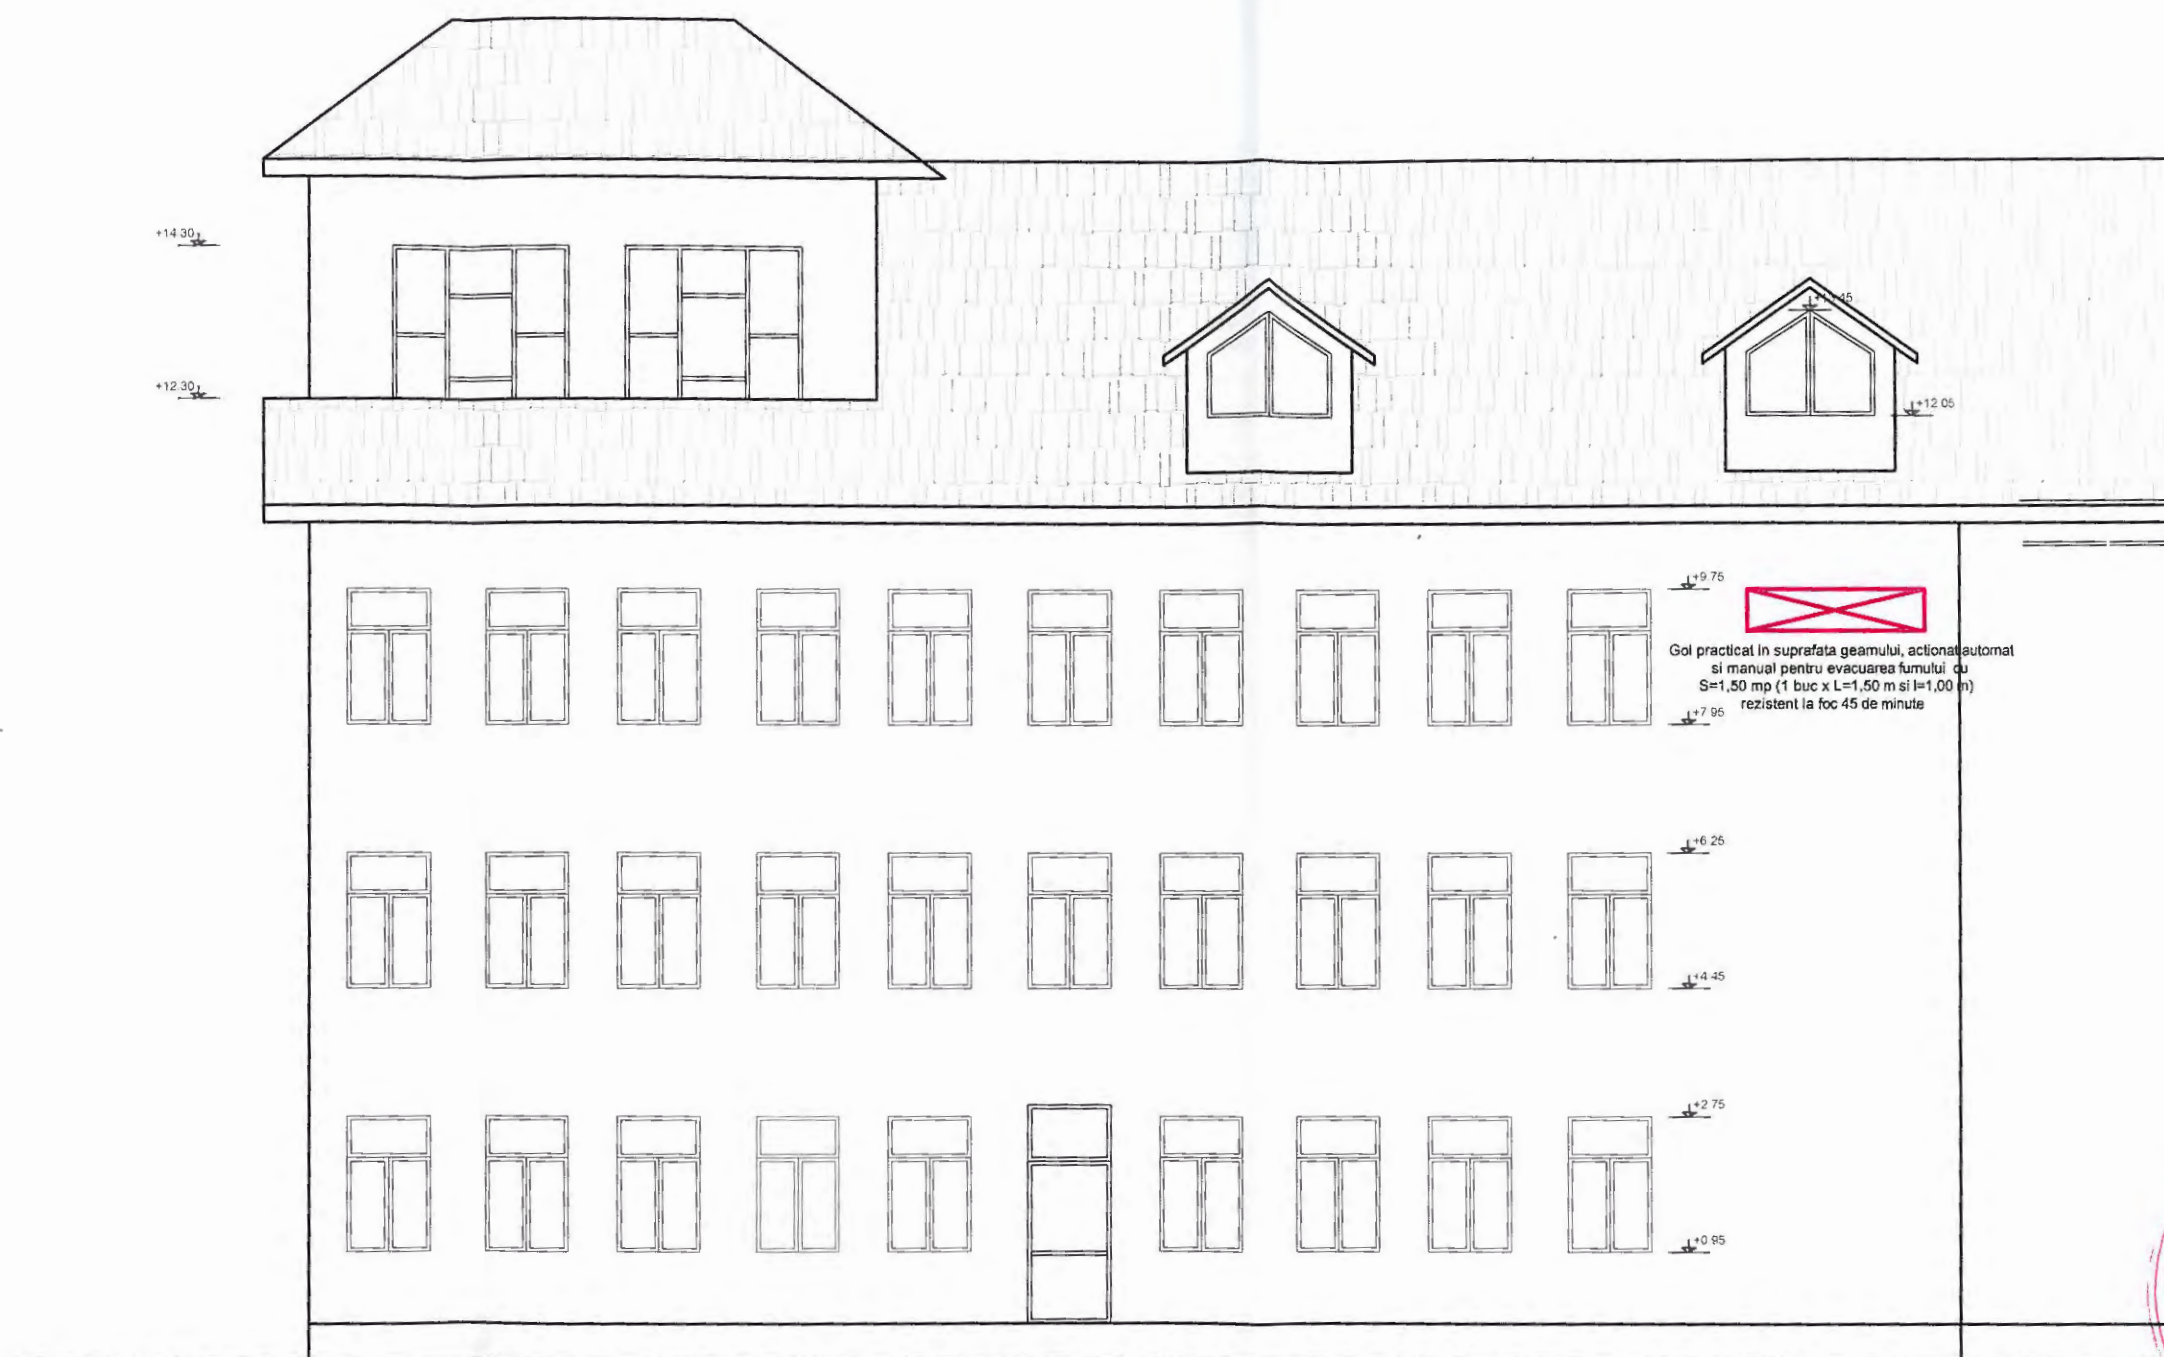 +14.30
+12.30
+12.05
+9.75
Gol practicat in suprafata geamului, actionat automat
si manual pentru evacuarea fumului cu
S=1,50 mp (1 buc x L=1,50 m si l=1,00 m)
rezistent la foc 45 de minute
+7.95
+6.25
+4.45
+2.75
+0.95